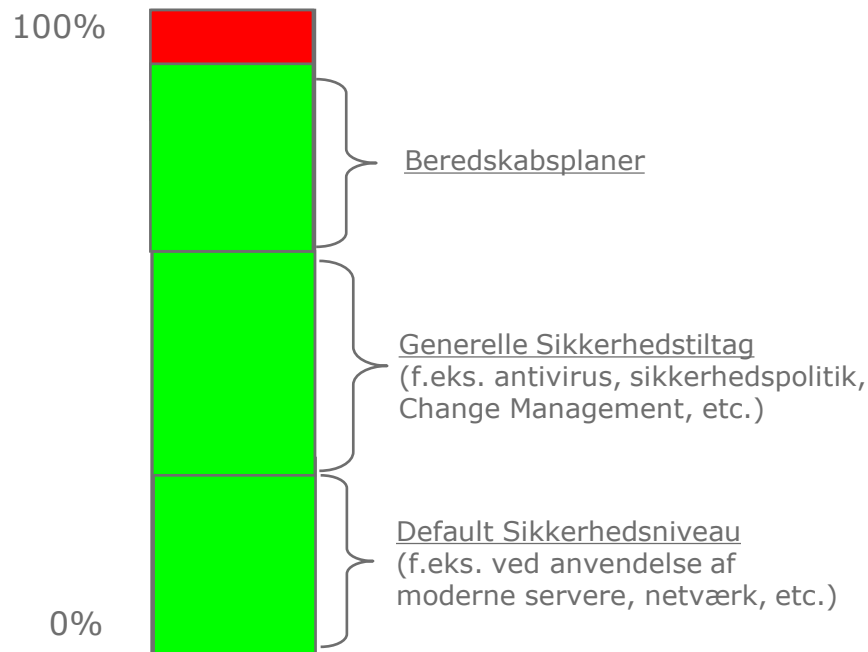 100%
Beredskabsplaner
Generelle Sikkerhedstiltag
(f.eks. antivirus, sikkerhedspolitik,
Change Management, etc.)
Default Sikkerhedsniveau
(f.eks. ved anvendelse af
moderne servere, netværk, etc.)
0%